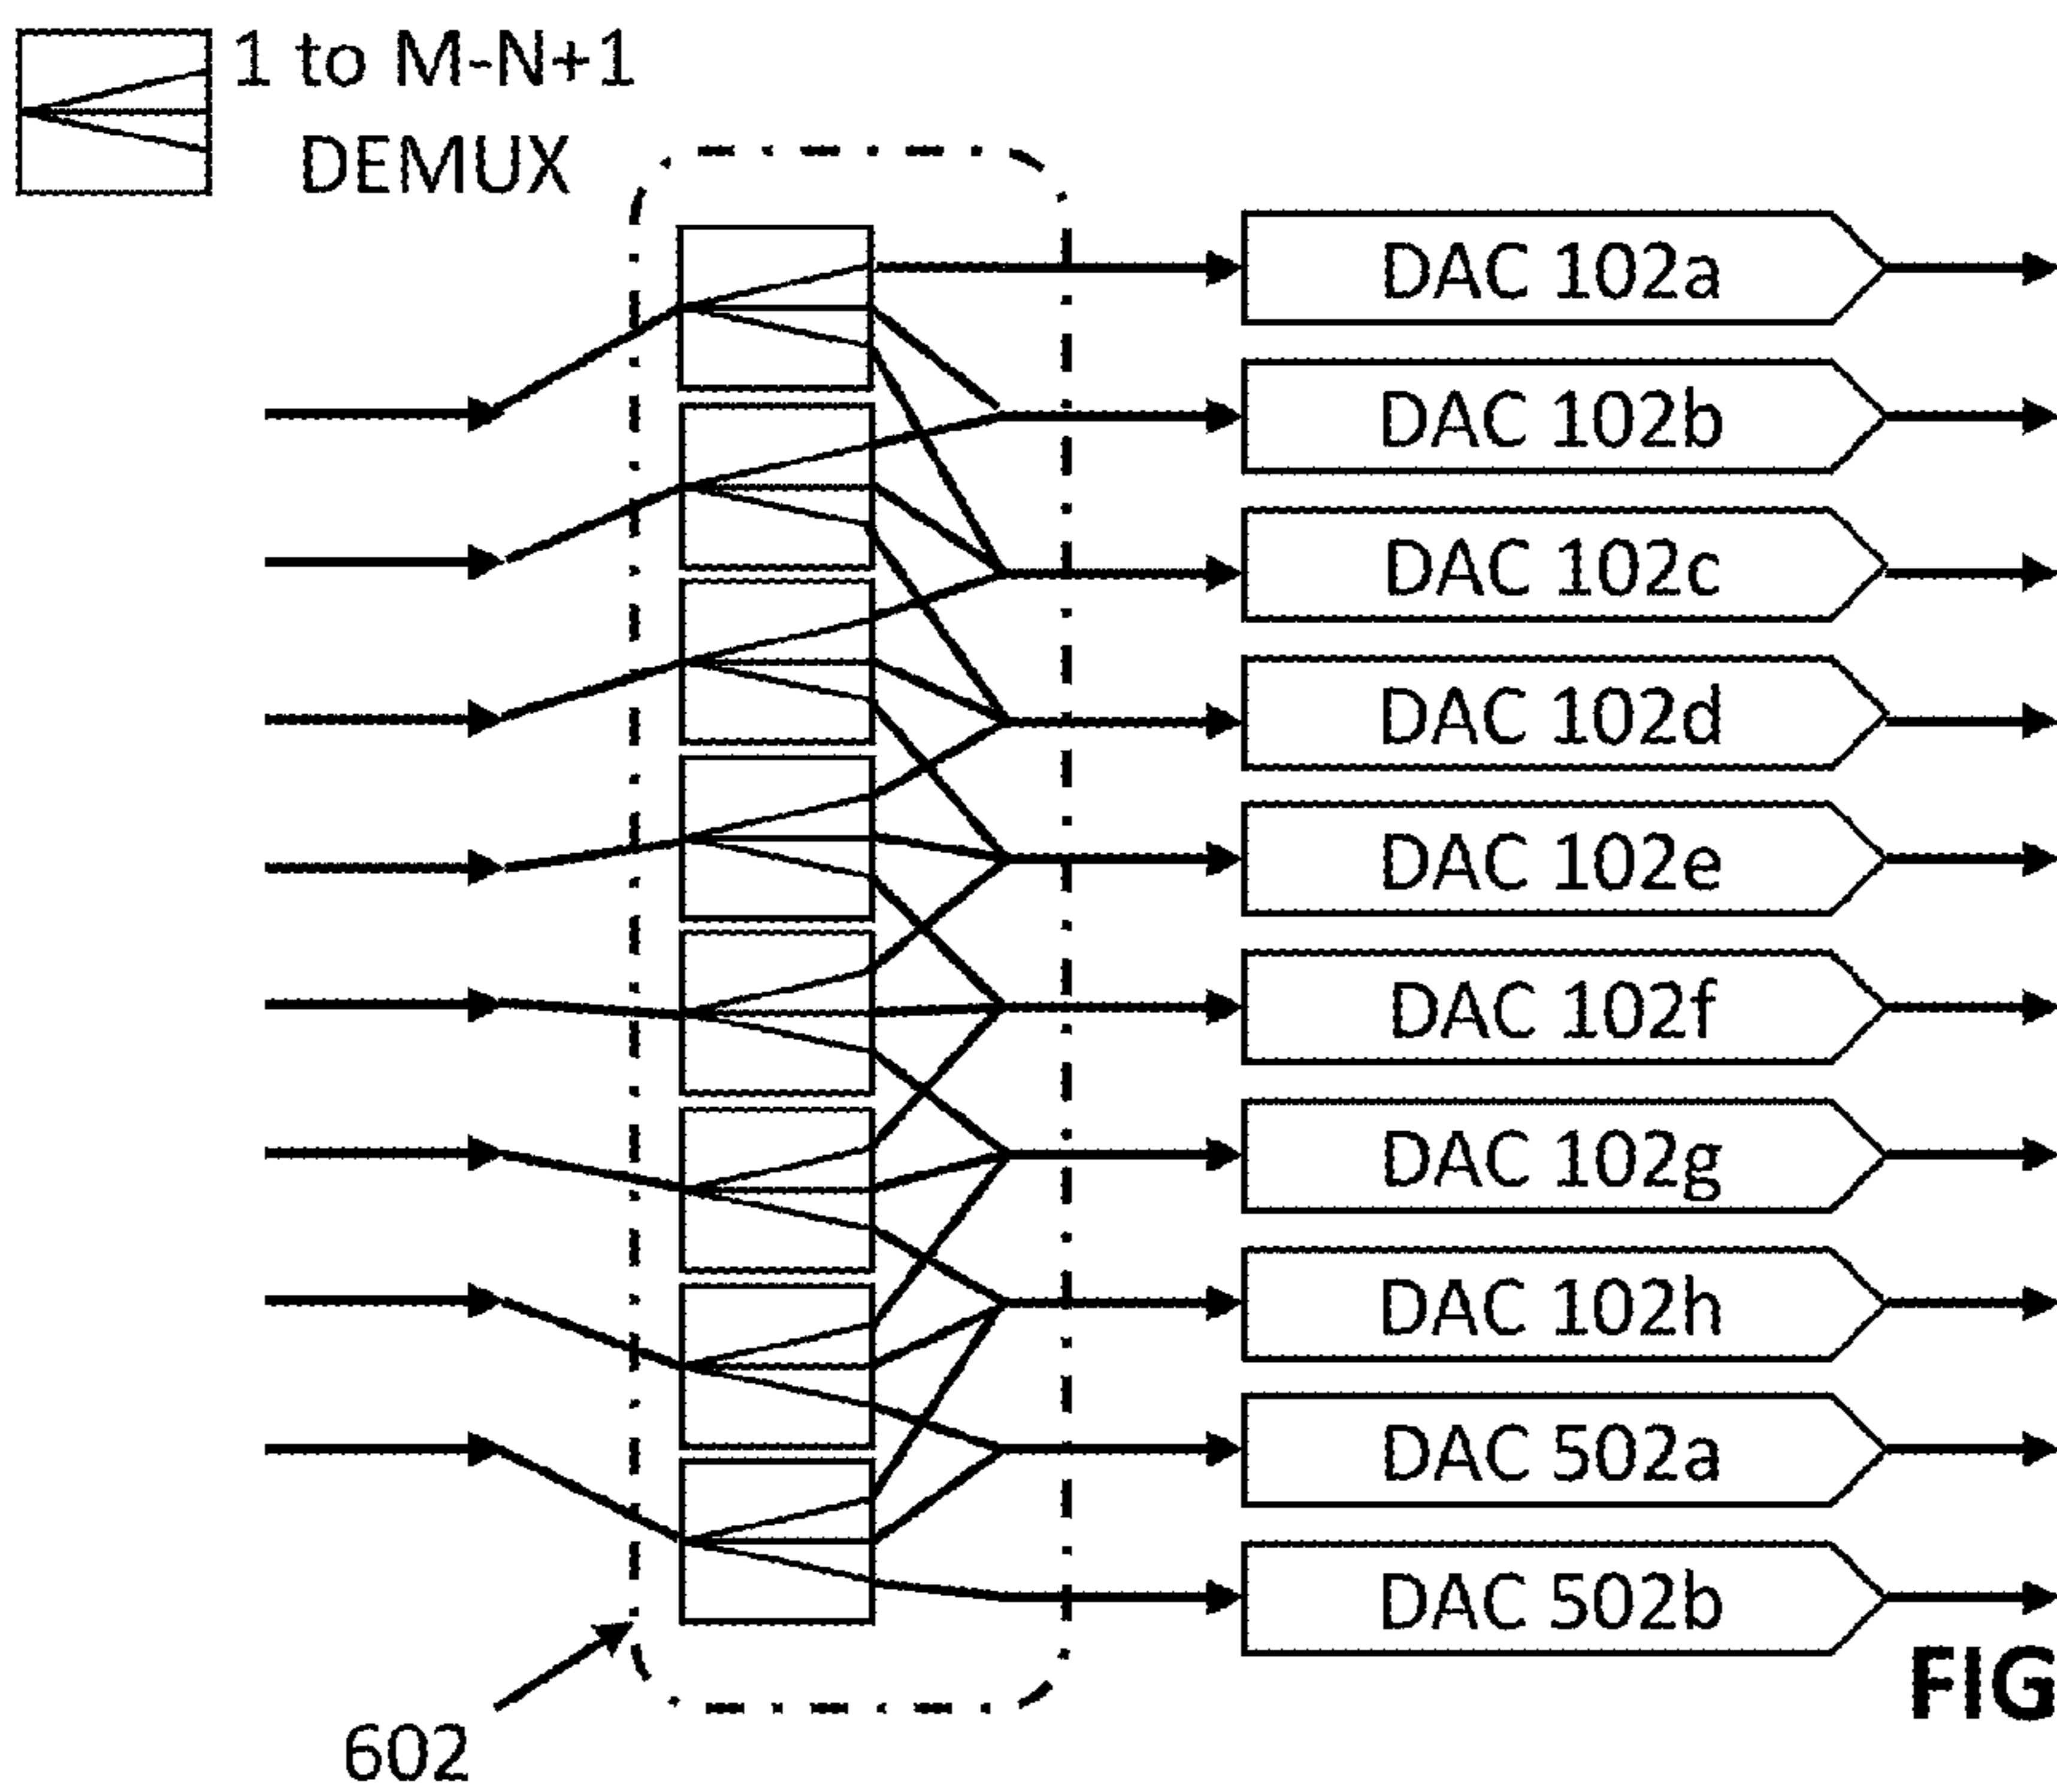 1 to M-N+1
DEMUX
DAC 102a
DAC 102b
DAC 102c
DAC 102d
DAC 102e
DAC 102f
DAC 102g
DAC 102h
DAC 502a
DAC 502b
FIG
602